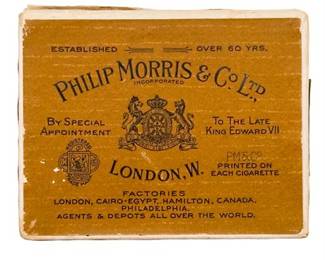 ESTABLISHED OVER 60 YRS.
PHILIP MORRIS & CO. LTD.,
INCORPORATED
BY SPECIAL APPOINTMENT
TO THE LATE KING EDWARD VII
LONDON. W.
P.M. & CO
PRINTED ON
EACH CIGARETTE
FACTORIES
LONDON, CAIRO-EGYPT, HAMILTON, CANADA,
PHILADELPHIA.
AGENTS & DEPOTS ALL OVER THE WORLD.